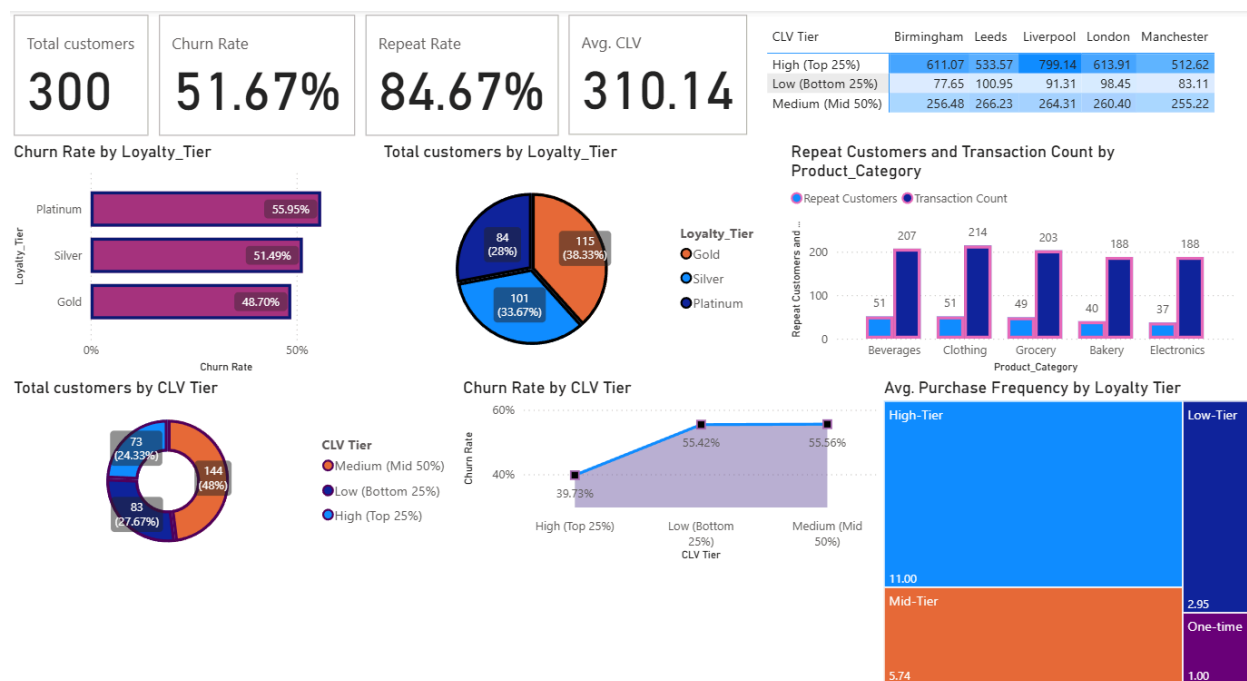 Total customers
300
Churn Rate
51.67%
Repeat Rate
84.67%
Avg. CLV
310.14
CLV Tier Birmingham Leeds Liverpool London Manchester
High (Top 25%) 611.07 533.57 799.14 613.91 512.62
Low (Bottom 25%) 77.65 100.95 91.31 98.45 83.11
Medium (Mid 50%) 256.48 266.23 264.31 260.40 255.22
Churn Rate by Loyalty_Tier
Loyalty_Tier
Platinum 55.95%
Silver 51.49%
Gold 48.70%
0% 50%
Churn Rate
Total customers by Loyalty_Tier
84
(28%)
115
(38.33%)
101
(33.67%)
Loyalty_Tier
Gold
Silver
Platinum
Repeat Customers and Transaction Count by
Product_Category
Repeat Customers Transaction Count
Repeat Customers and ...
200
100
0
51 207 51 214 49 203 40 188 37 188
Beverages Clothing Grocery Bakery Electronics
Product_Category
Total customers by CLV Tier
73
(24.33%)
144
(48%)
83
(27.67%)
CLV Tier
Medium (Mid 50%)
Low (Bottom 25%)
High (Top 25%)
Churn Rate by CLV Tier
Churn Rate
60%
40%
39.73% 55.42% 55.56%
High (Top 25%) Low (Bottom
25%) Medium (Mid
50%)
CLV Tier
Avg. Purchase Frequency by Loyalty Tier
High-Tier
11.00
Mid-Tier
5.74
Low-Tier
2.95
One-time
1.00